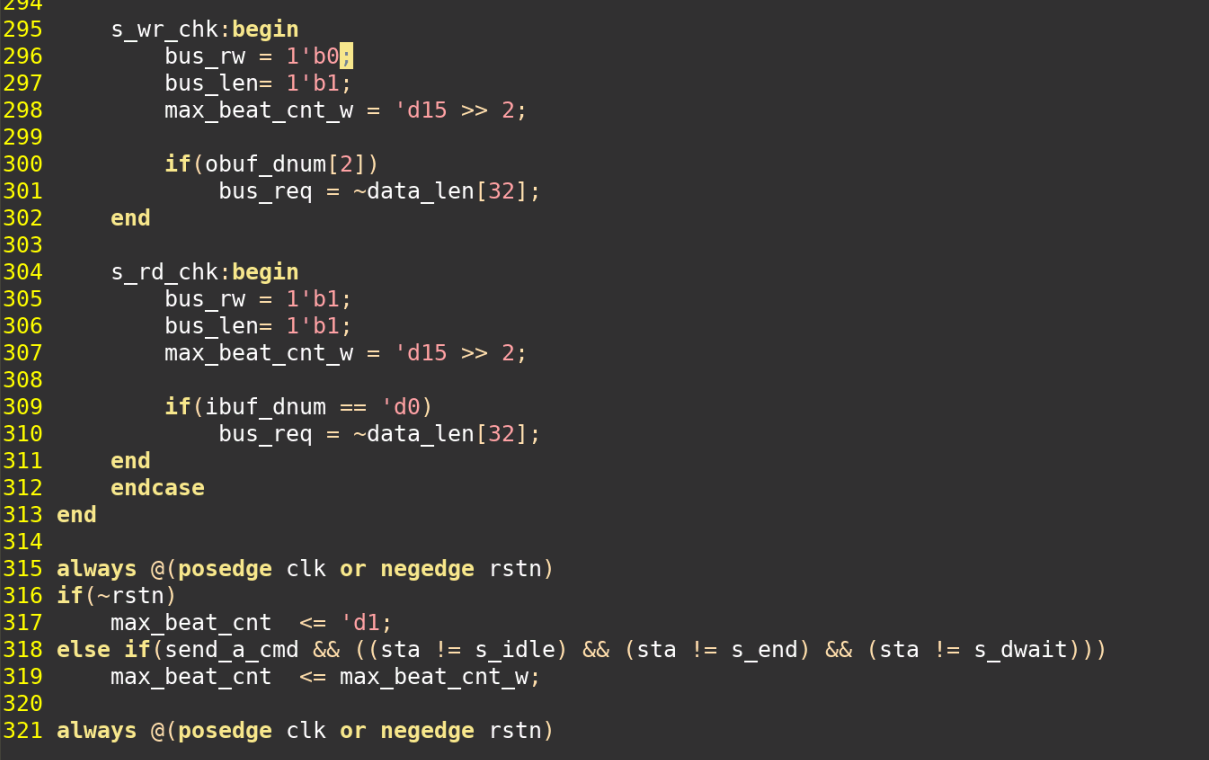 294
295     s_wr_chk:begin
296         bus_rw = 1'b0;
297         bus_len= 1'b1;
298         max_beat_cnt_w = 'd15 >> 2;
299
300         if(obuf_dnum[2])
301             bus_req = ~data_len[32];
302     end
303
304     s_rd_chk:begin
305         bus_rw = 1'b1;
306         bus_len= 1'b1;
307         max_beat_cnt_w = 'd15 >> 2;
308
309         if(ibuf_dnum == 'd0)
310             bus_req = ~data_len[32];
311     end
312     endcase
313 end
314
315 always @(posedge clk or negedge rstn)
316 if(~rstn)
317     max_beat_cnt  <= 'd1;
318 else if(send_a_cmd && ((sta != s_idle) && (sta != s_end) && (sta != s_dwait)))
319     max_beat_cnt  <= max_beat_cnt_w;
320
321 always @(posedge clk or negedge rstn)